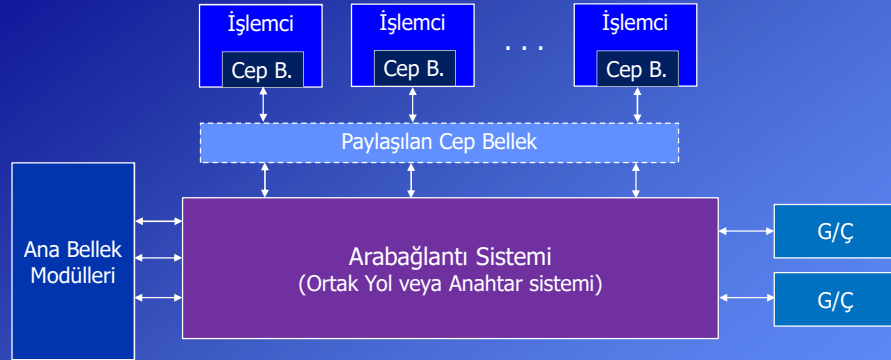 İşlemci
Cep B.
İşlemci
Cep B.
. . .
İşlemci
Cep B.
Paylaşılan Cep Bellek
Ana Bellek
Modülleri
Arabağlantı Sistemi
(Ortak Yol veya Anahtar sistemi)
G/Ç
G/Ç